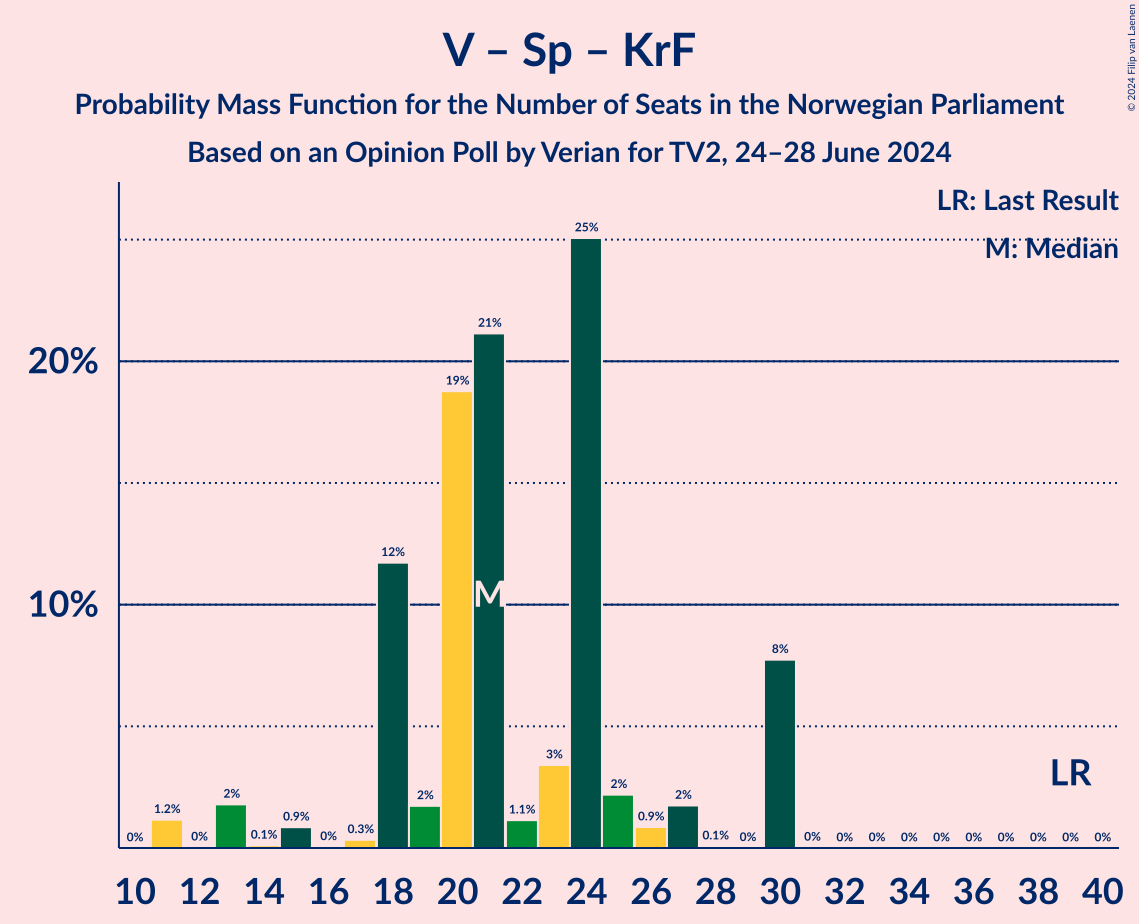 V – Sp – KrF
Probability Mass Function for the Number of Seats in the Norwegian Parliament
Based on an Opinion Poll by Verian for TV2, 24–28 June 2024
© 2024 Filip van Laenen
LR: Last Result
M: Median
20%
10%
0% 1.2% 0% 2% 0.1% 0.9% 0% 0.3% 12% 2% 19% 21% 1.1% 3% 25% 2% 0.9% 2% 0.1% 0% 8% 0% 0% 0% 0% 0% 0% 0% 0% 0% 0%
M
LR
10 12 14 16 18 20 22 24 26 28 30 32 34 36 38 40